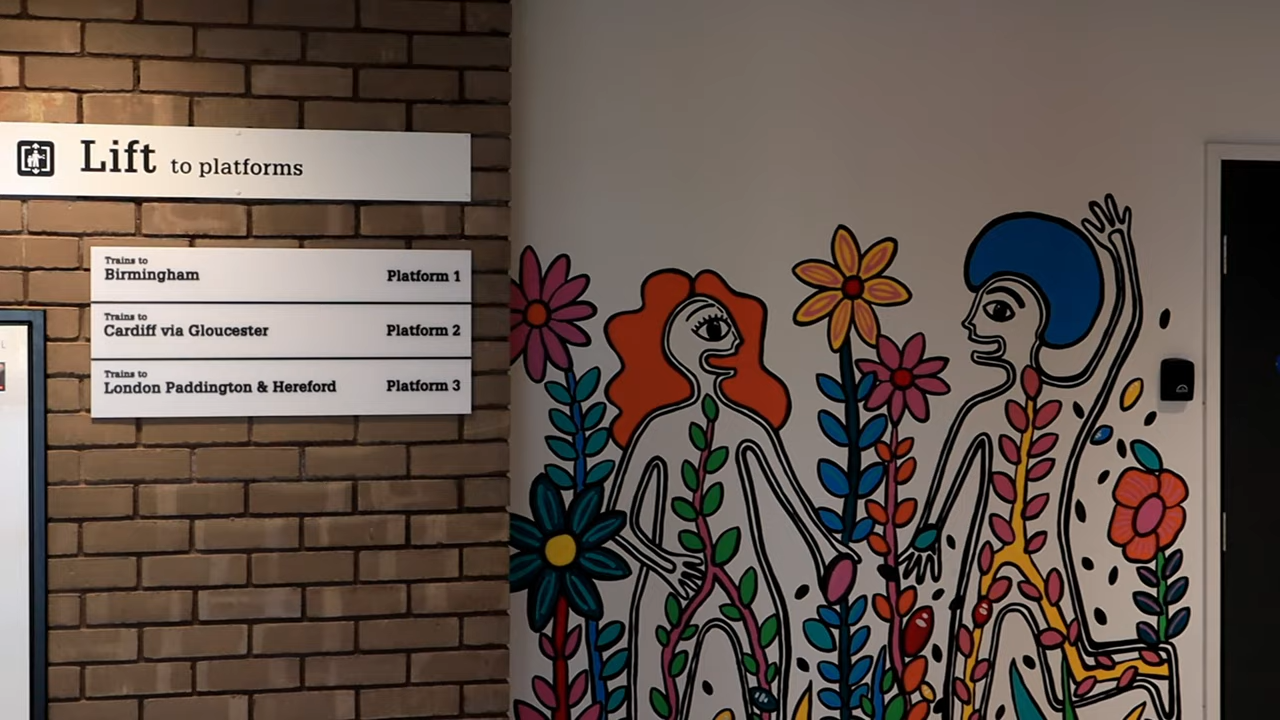 Lift to platforms
Trains to
Birmingham Platform 1
Trains to
Cardiff via Gloucester Platform 2
Trains to
London Paddington & Hereford Platform 3